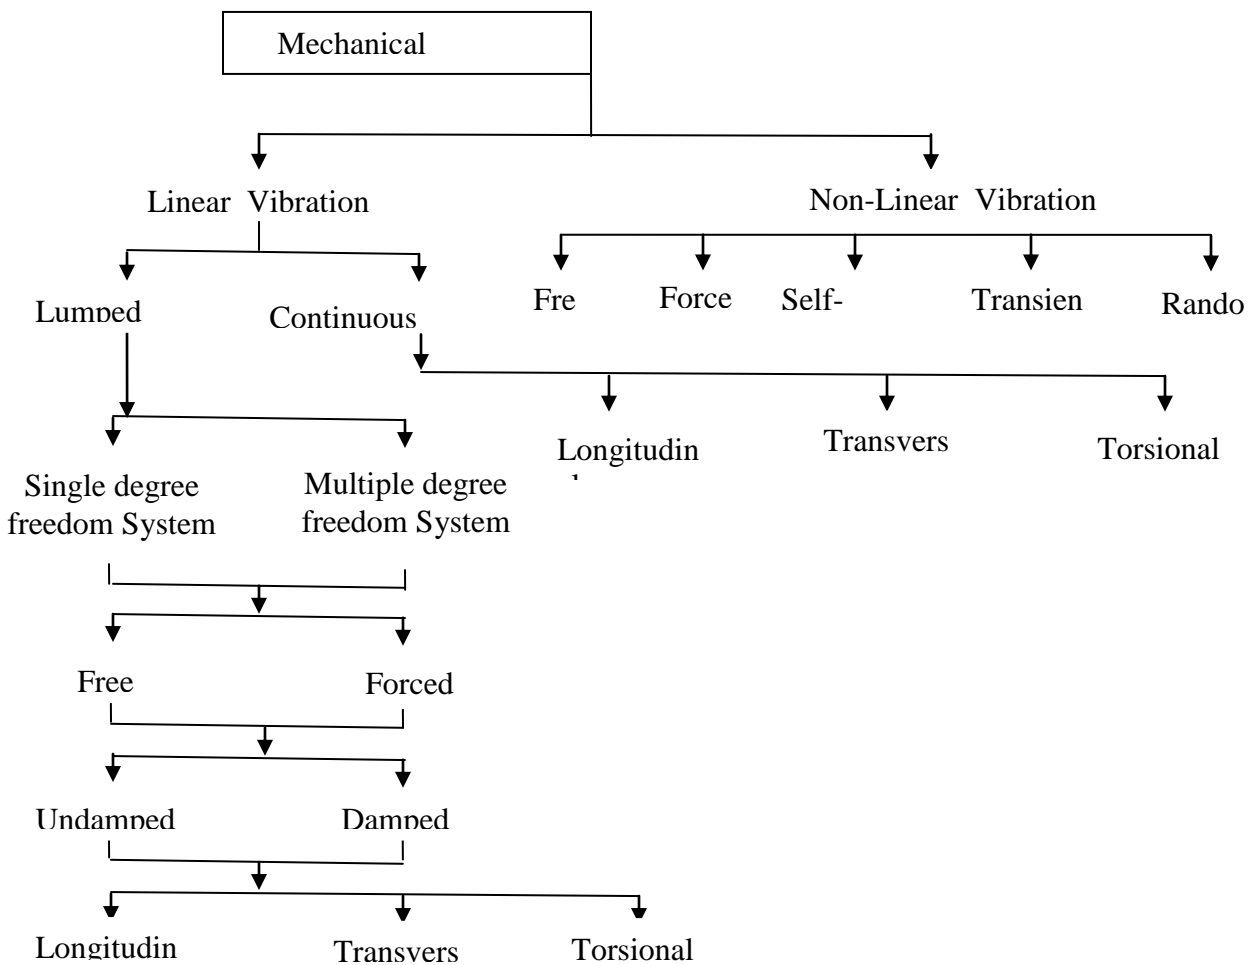 Mechanical
Linear Vibration
Non-Linear Vibration
Fre
Force
Self-
Transien
Rando
Lumped
Continuous
Longitudin
Transvers
Torsional
Single degree
freedom System
Multiple degree
freedom System
Free
Forced
Undamped
Damped
Longitudin
Transvers
Torsional